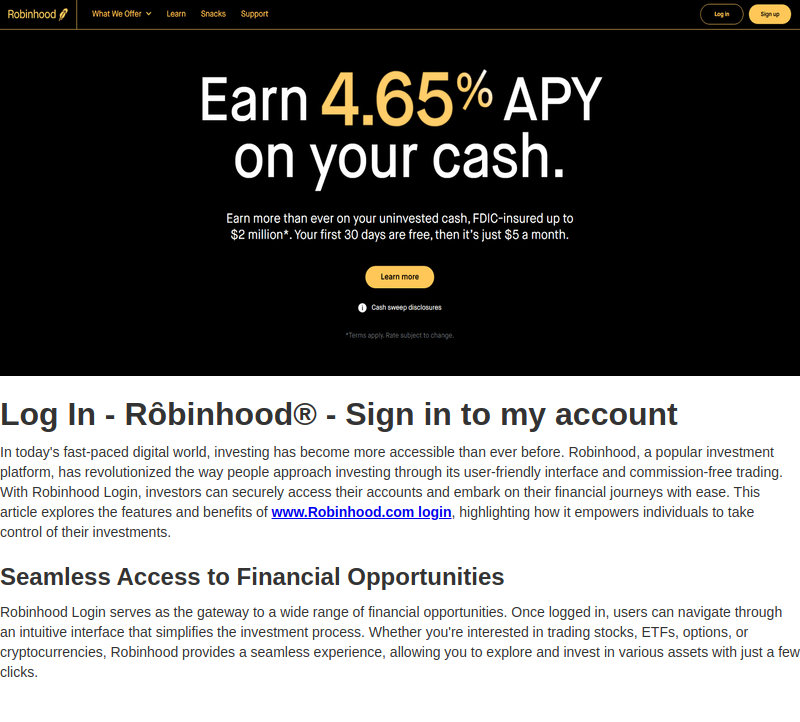 Robinhood
What We Offer
Learn
Snacks
Support
Log in
Sign up
Earn 4.65% APY
on your cash.
Earn more than ever on your uninvested cash, FDIC-insured up to
$2 million*. Your first 30 days are free, then it's just $5 a month.
Learn more
Cash sweep disclosures
*Terms apply. Rate subject to change.
Log In - Rôbinhood® - Sign in to my account
In today's fast-paced digital world, investing has become more accessible than ever before. Robinhood, a popular investment
platform, has revolutionized the way people approach investing through its user-friendly interface and commission-free trading.
With Robinhood Login, investors can securely access their accounts and embark on their financial journeys with ease. This
article explores the features and benefits of www.Robinhood.com login, highlighting how it empowers individuals to take
control of their investments.
Seamless Access to Financial Opportunities
Robinhood Login serves as the gateway to a wide range of financial opportunities. Once logged in, users can navigate through
an intuitive interface that simplifies the investment process. Whether you're interested in trading stocks, ETFs, options, or
cryptocurrencies, Robinhood provides a seamless experience, allowing you to explore and invest in various assets with just a few
clicks.